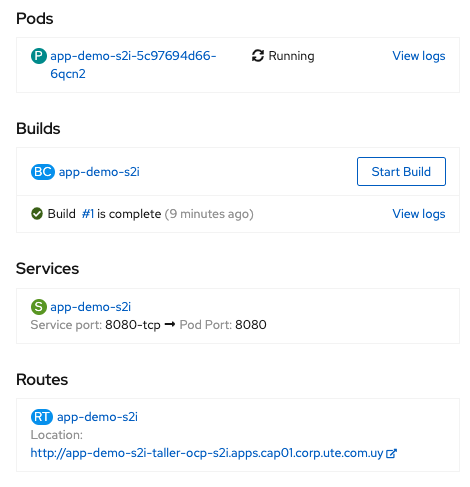 Pods
P app-demo-s2i-5c97694d66-
6qcn2
Running
View logs
Builds
BC app-demo-s2i
Start Build
Build #1 is complete (9 minutes ago)
View logs
Services
S app-demo-s2i
Service port: 8080-tcp → Pod Port: 8080
Routes
RT app-demo-s2i
Location:
http://app-demo-s2i-taller-ocp-s2i.apps.cap01.corp.ute.com.uy